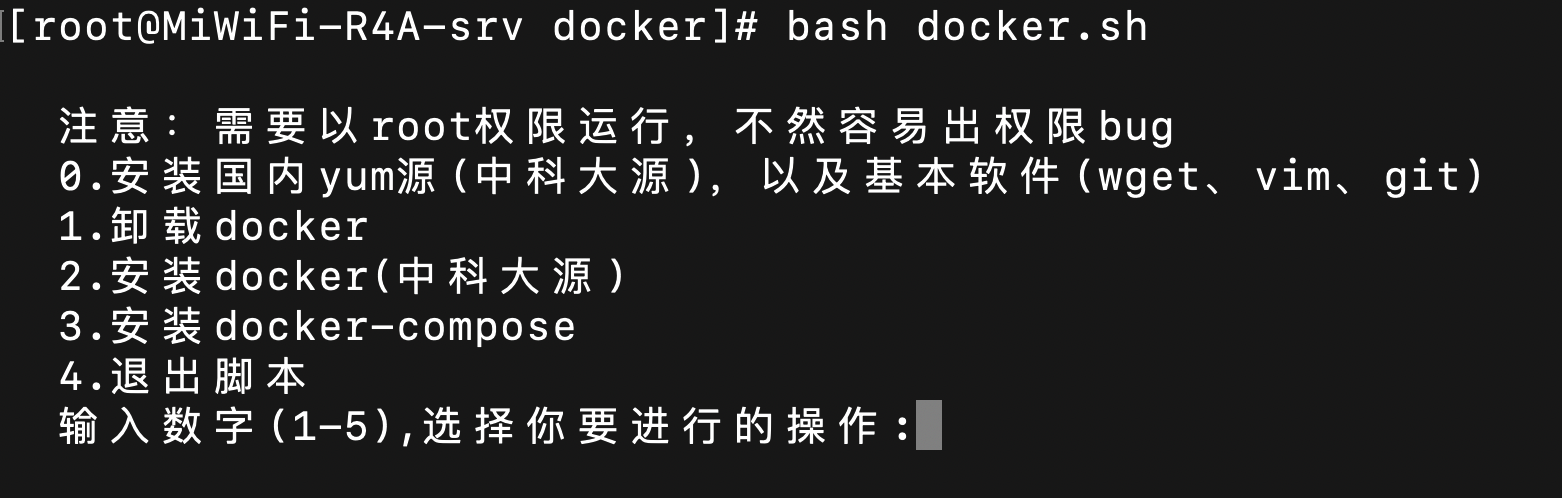 [root@MiWiFi-R4A-srv docker]# bash docker.sh
注意：需要以root权限运行，不然容易出权限bug
0.安装国内yum源(中科大源)，以及基本软件(wget、vim、git)
1.卸载docker
2.安装docker(中科大源)
3.安装docker-compose
4.退出脚本
输入数字(1-5),选择你要进行的操作: